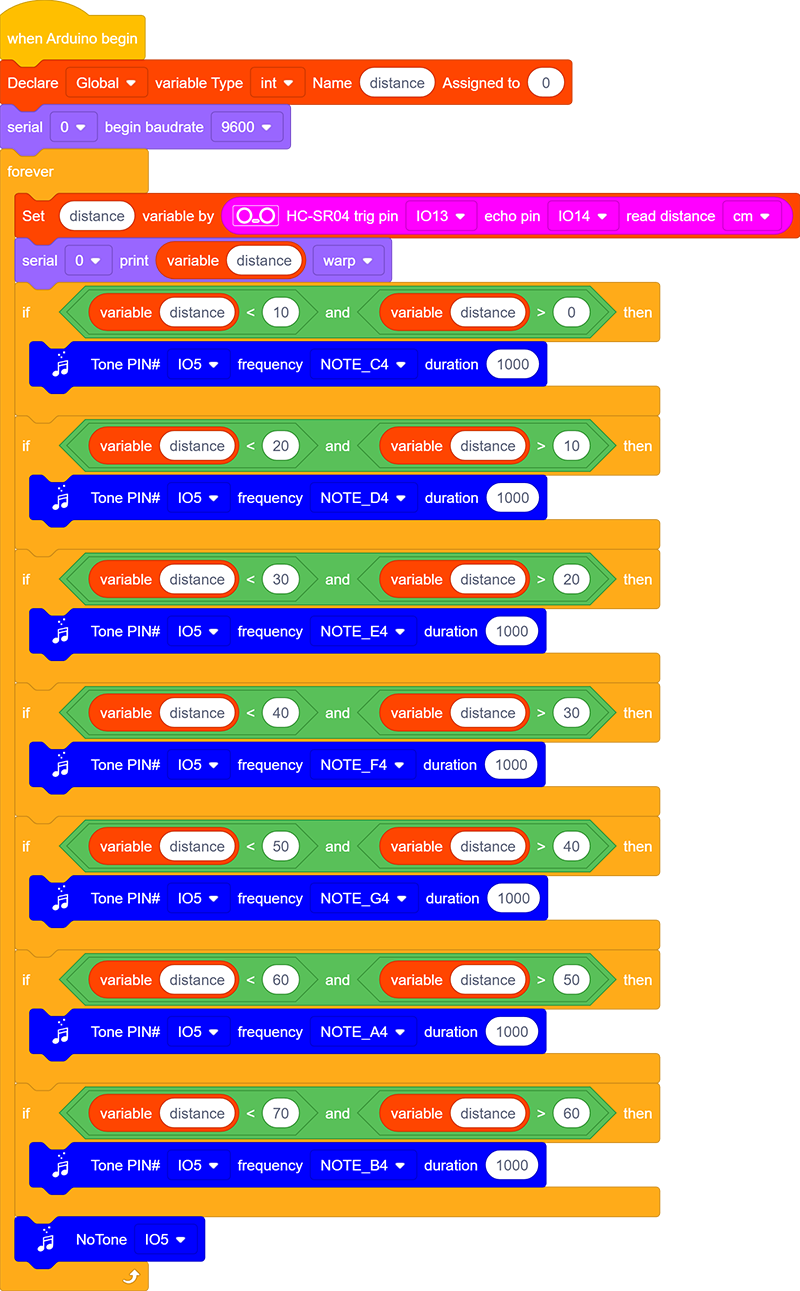 when Arduino begin
Declare Global variable Type int Name distance Assigned to 0
serial 0 begin baudrate 9600
forever
Set distance variable by HC-SR04 trig pin IO13 echo pin IO14 read distance cm
serial 0 print variable distance warp
if variable distance < 10 and variable distance > 0 then
Tone PIN# IO5 frequency NOTE_C4 duration 1000
if variable distance < 20 and variable distance > 10 then
Tone PIN# IO5 frequency NOTE_D4 duration 1000
if variable distance < 30 and variable distance > 20 then
Tone PIN# IO5 frequency NOTE_E4 duration 1000
if variable distance < 40 and variable distance > 30 then
Tone PIN# IO5 frequency NOTE_F4 duration 1000
if variable distance < 50 and variable distance > 40 then
Tone PIN# IO5 frequency NOTE_G4 duration 1000
if variable distance < 60 and variable distance > 50 then
Tone PIN# IO5 frequency NOTE_A4 duration 1000
if variable distance < 70 and variable distance > 60 then
Tone PIN# IO5 frequency NOTE_B4 duration 1000
NoTone IO5